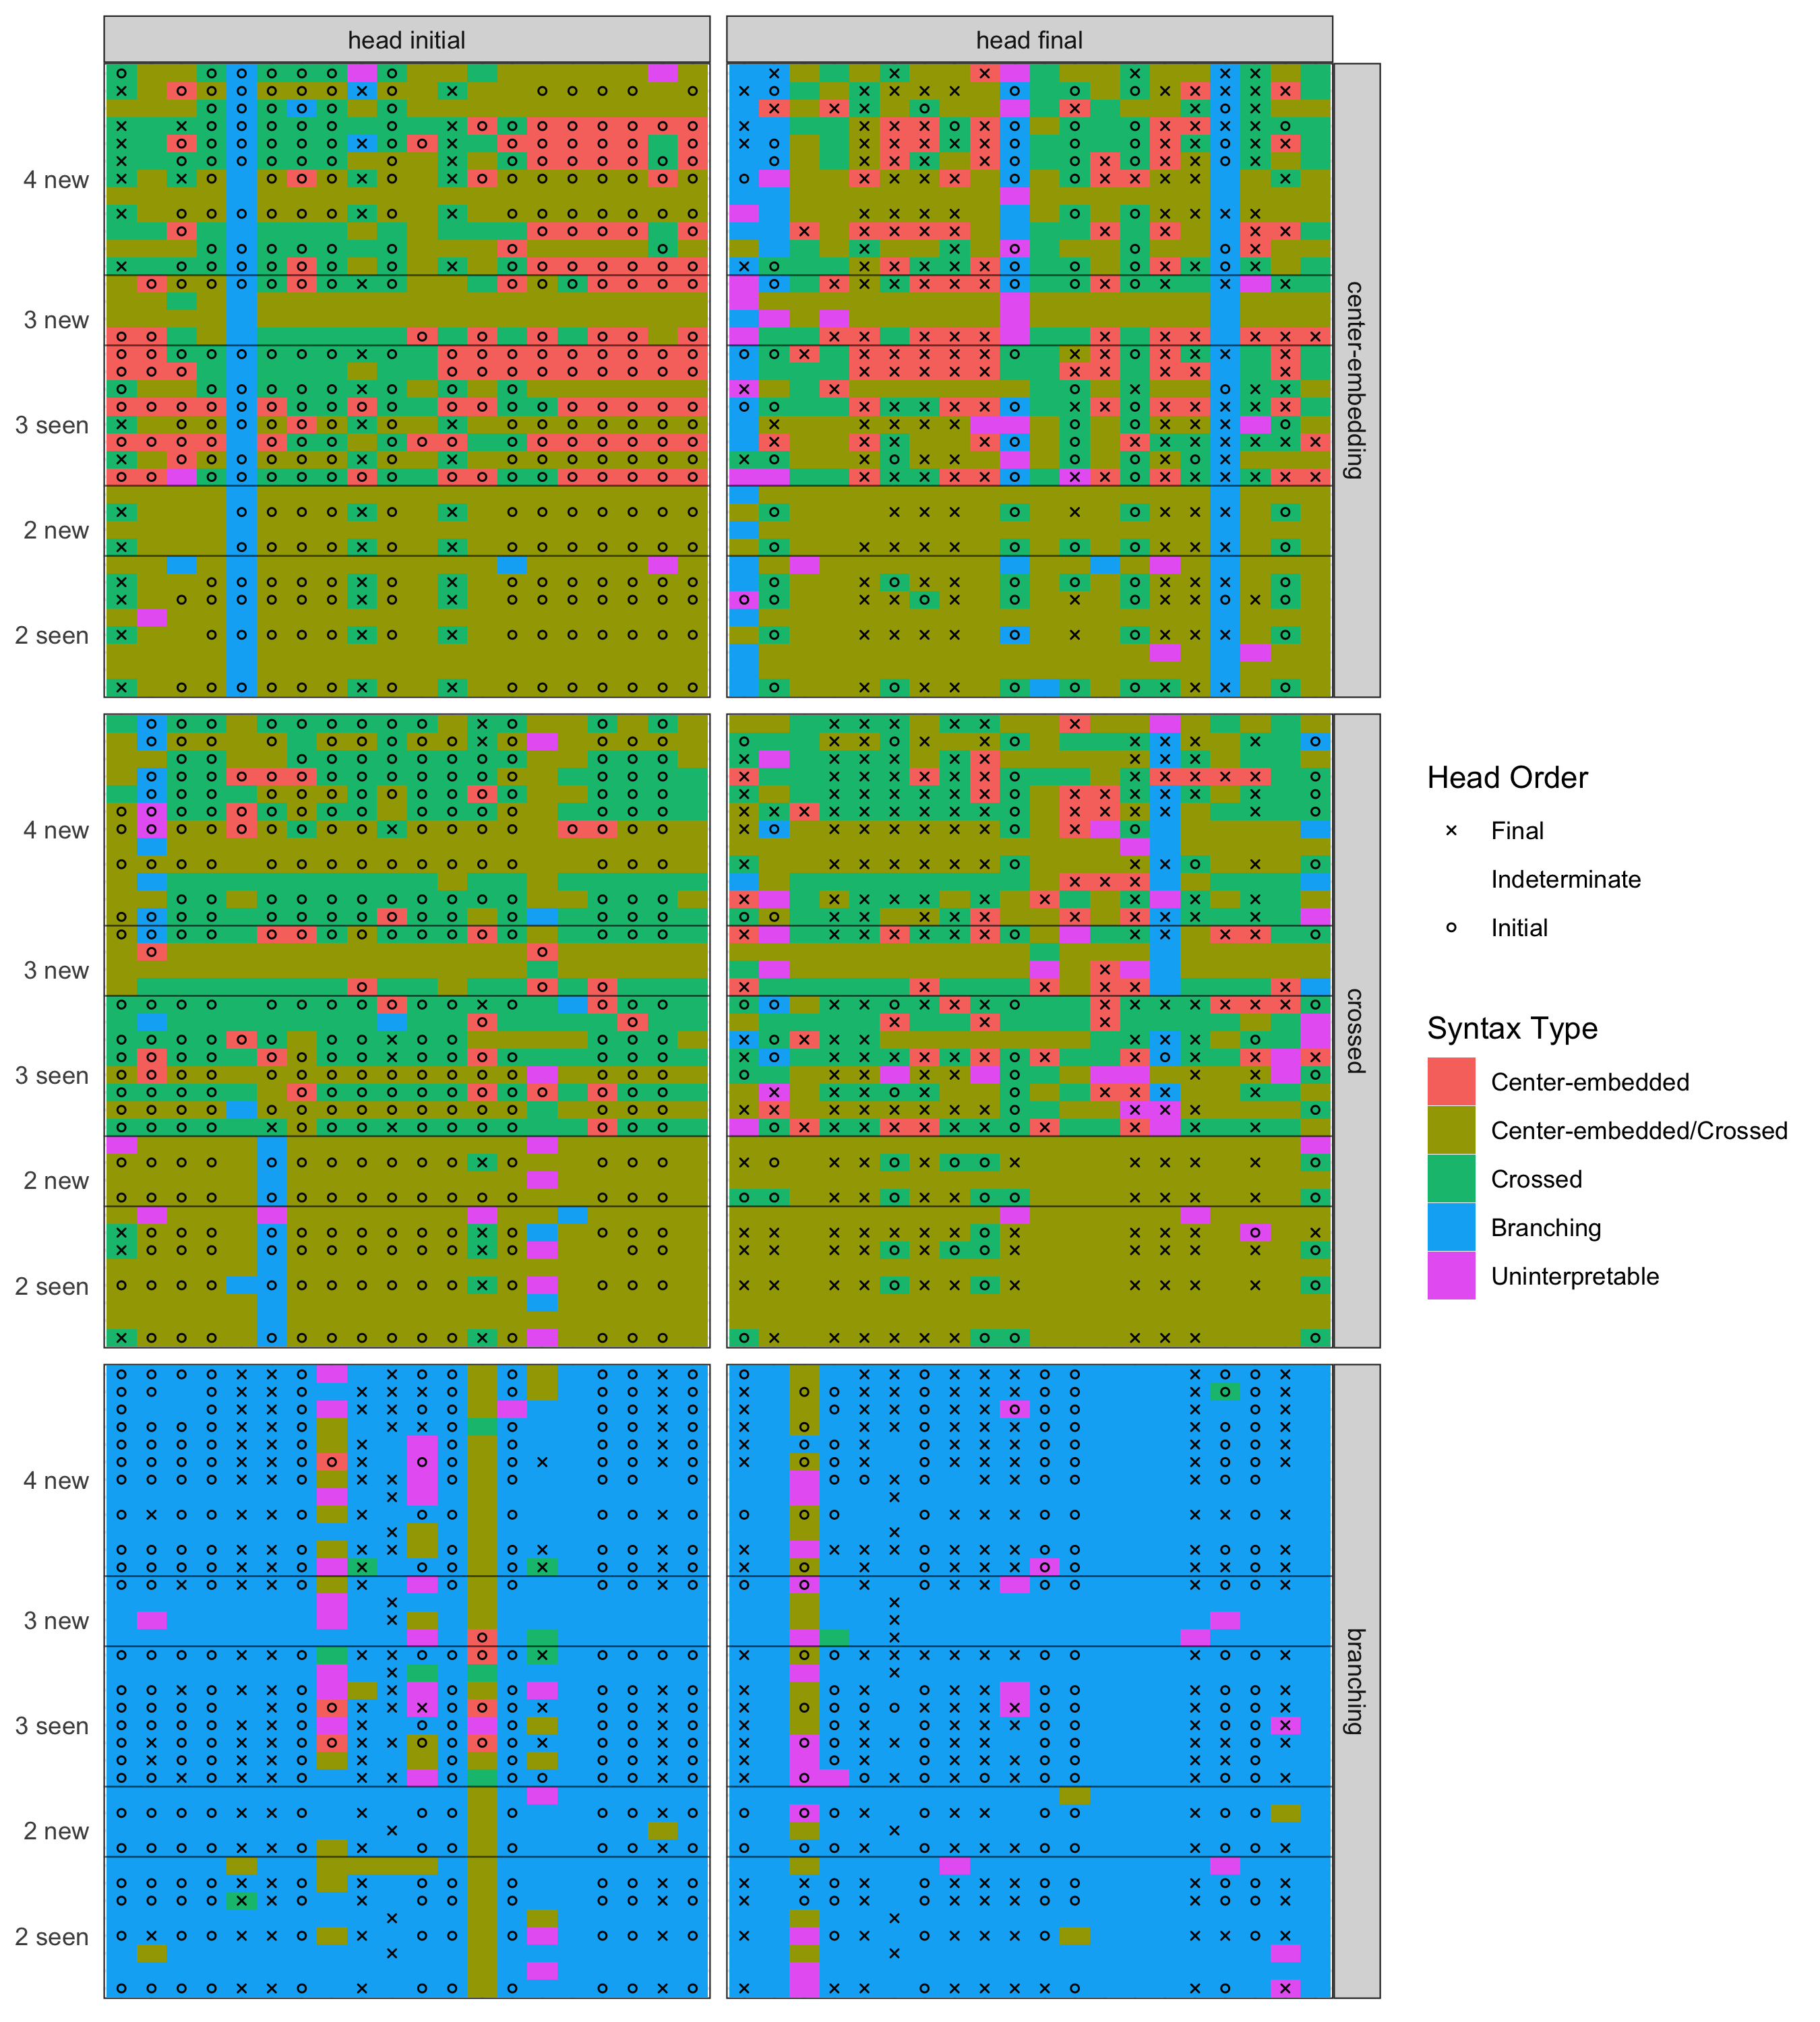 head initial
head final
4 new
3 new
3 seen
2 new
2 seen
center-embedding
4 new
3 new
3 seen
2 new
2 seen
crossed
4 new
3 new
3 seen
2 new
2 seen
branching
Head Order
Final
Indeterminate
Initial
Syntax Type
Center-embedded
Center-embedded/Crossed
Crossed
Branching
Uninterpretable